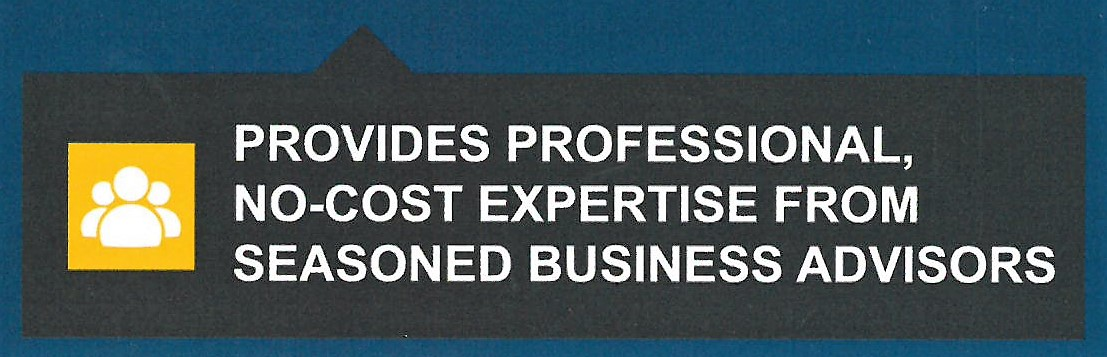 PROVIDES PROFESSIONAL,
NO-COST EXPERTISE FROM
SEASONED BUSINESS ADVISORS